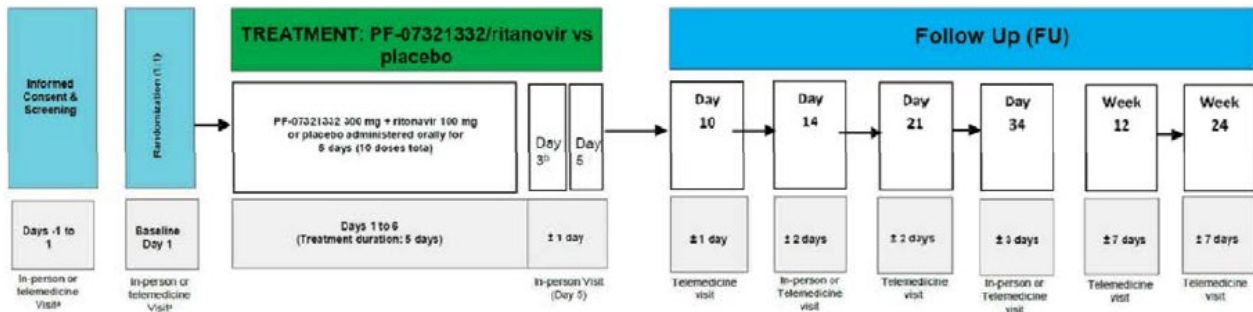 TREATMENT: PF-07321332/ritanovir vs
placebo
Follow Up (FU)
Informed
Consent &
Screening
Randomization (1:1)
PF-07321332 300 mg + ritonavir 100 mg
or placebo administered orally for
5 days (10 doses total)
Day
3ᵇ
Day
5
Day
10
Day
14
Day
21
Day
34
Week
12
Week
24
Days -1 to
1
Baseline
Day 1
Days 1 to 6
(Treatment duration: 5 days)
± 1 day
± 1 day
± 2 days
± 2 days
± 3 days
± 7 days
± 7 days
In-person or
telemedicine
Visitᵃ
In-person or
telemedicine
Visitᵃ
In-person Visit
(Day 5)
Telemedicine
visit
In-person or
Telemedicine
visit
Telemedicine
visit
In-person or
Telemedicine
visit
Telemedicine
visit
Telemedicine
visit